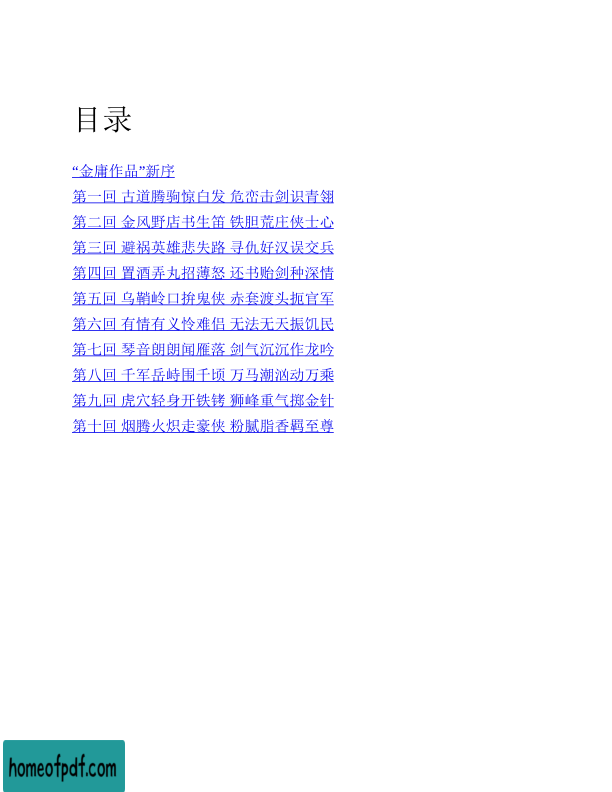 目录
“金庸作品”新序
第一回 古道腾驹惊白发 危峦击剑识青翎
第二回 金风野店书生笛 铁胆荒庄侠士心
第三回 避祸英雄悲失路 寻仇好汉误交兵
第四回 置酒弄丸招薄怒 还书贻剑种深情
第五回 乌鞘岭口拚鬼侠 赤套渡头扼官军
第六回 有情有义怜难侣 无法无天振饥民
第七回 琴音朗朗闻雁落 剑气沉沉作龙吟
第八回 千军岳峙围千顷 万马潮汹动万乘
第九回 虎穴轻身开铁铐 狮峰重气掷金针
第十回 烟腾火炽走豪侠 粉腻脂香羁至尊
homeofpdf.com